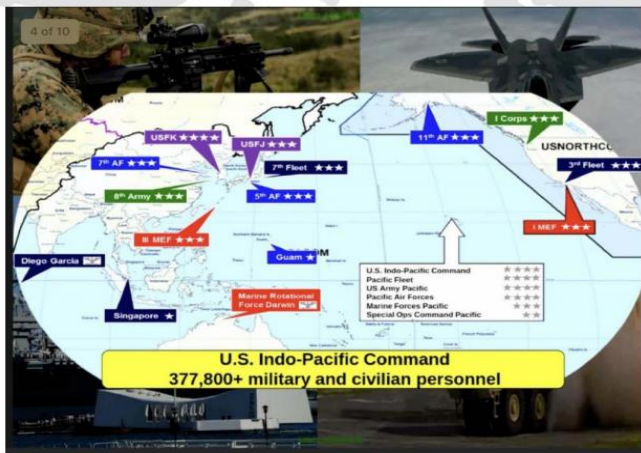 4 of 10
I Corps ★★★
USFK ★★★★
USFJ ★★★
11th AF ★★★
USNORTHCO
7th AF ★★★
7th Fleet ★★★
3rd Fleet ★★★
8th Army ★★★
5th AF ★★★
III MEF ★★★
I MEF ★★★
Diego Garcia
Guam ★
COM
U.S. Indo-Pacific Command ★★★★
Pacific Fleet ★★★★
US Army Pacific ★★★★
Pacific Air Forces ★★★★
Marine Forces Pacific ★★★
Special Ops Command Pacific ★★
Marine Rotational
Force Darwin
Singapore ★
U.S. Indo-Pacific Command
377,800+ military and civilian personnel